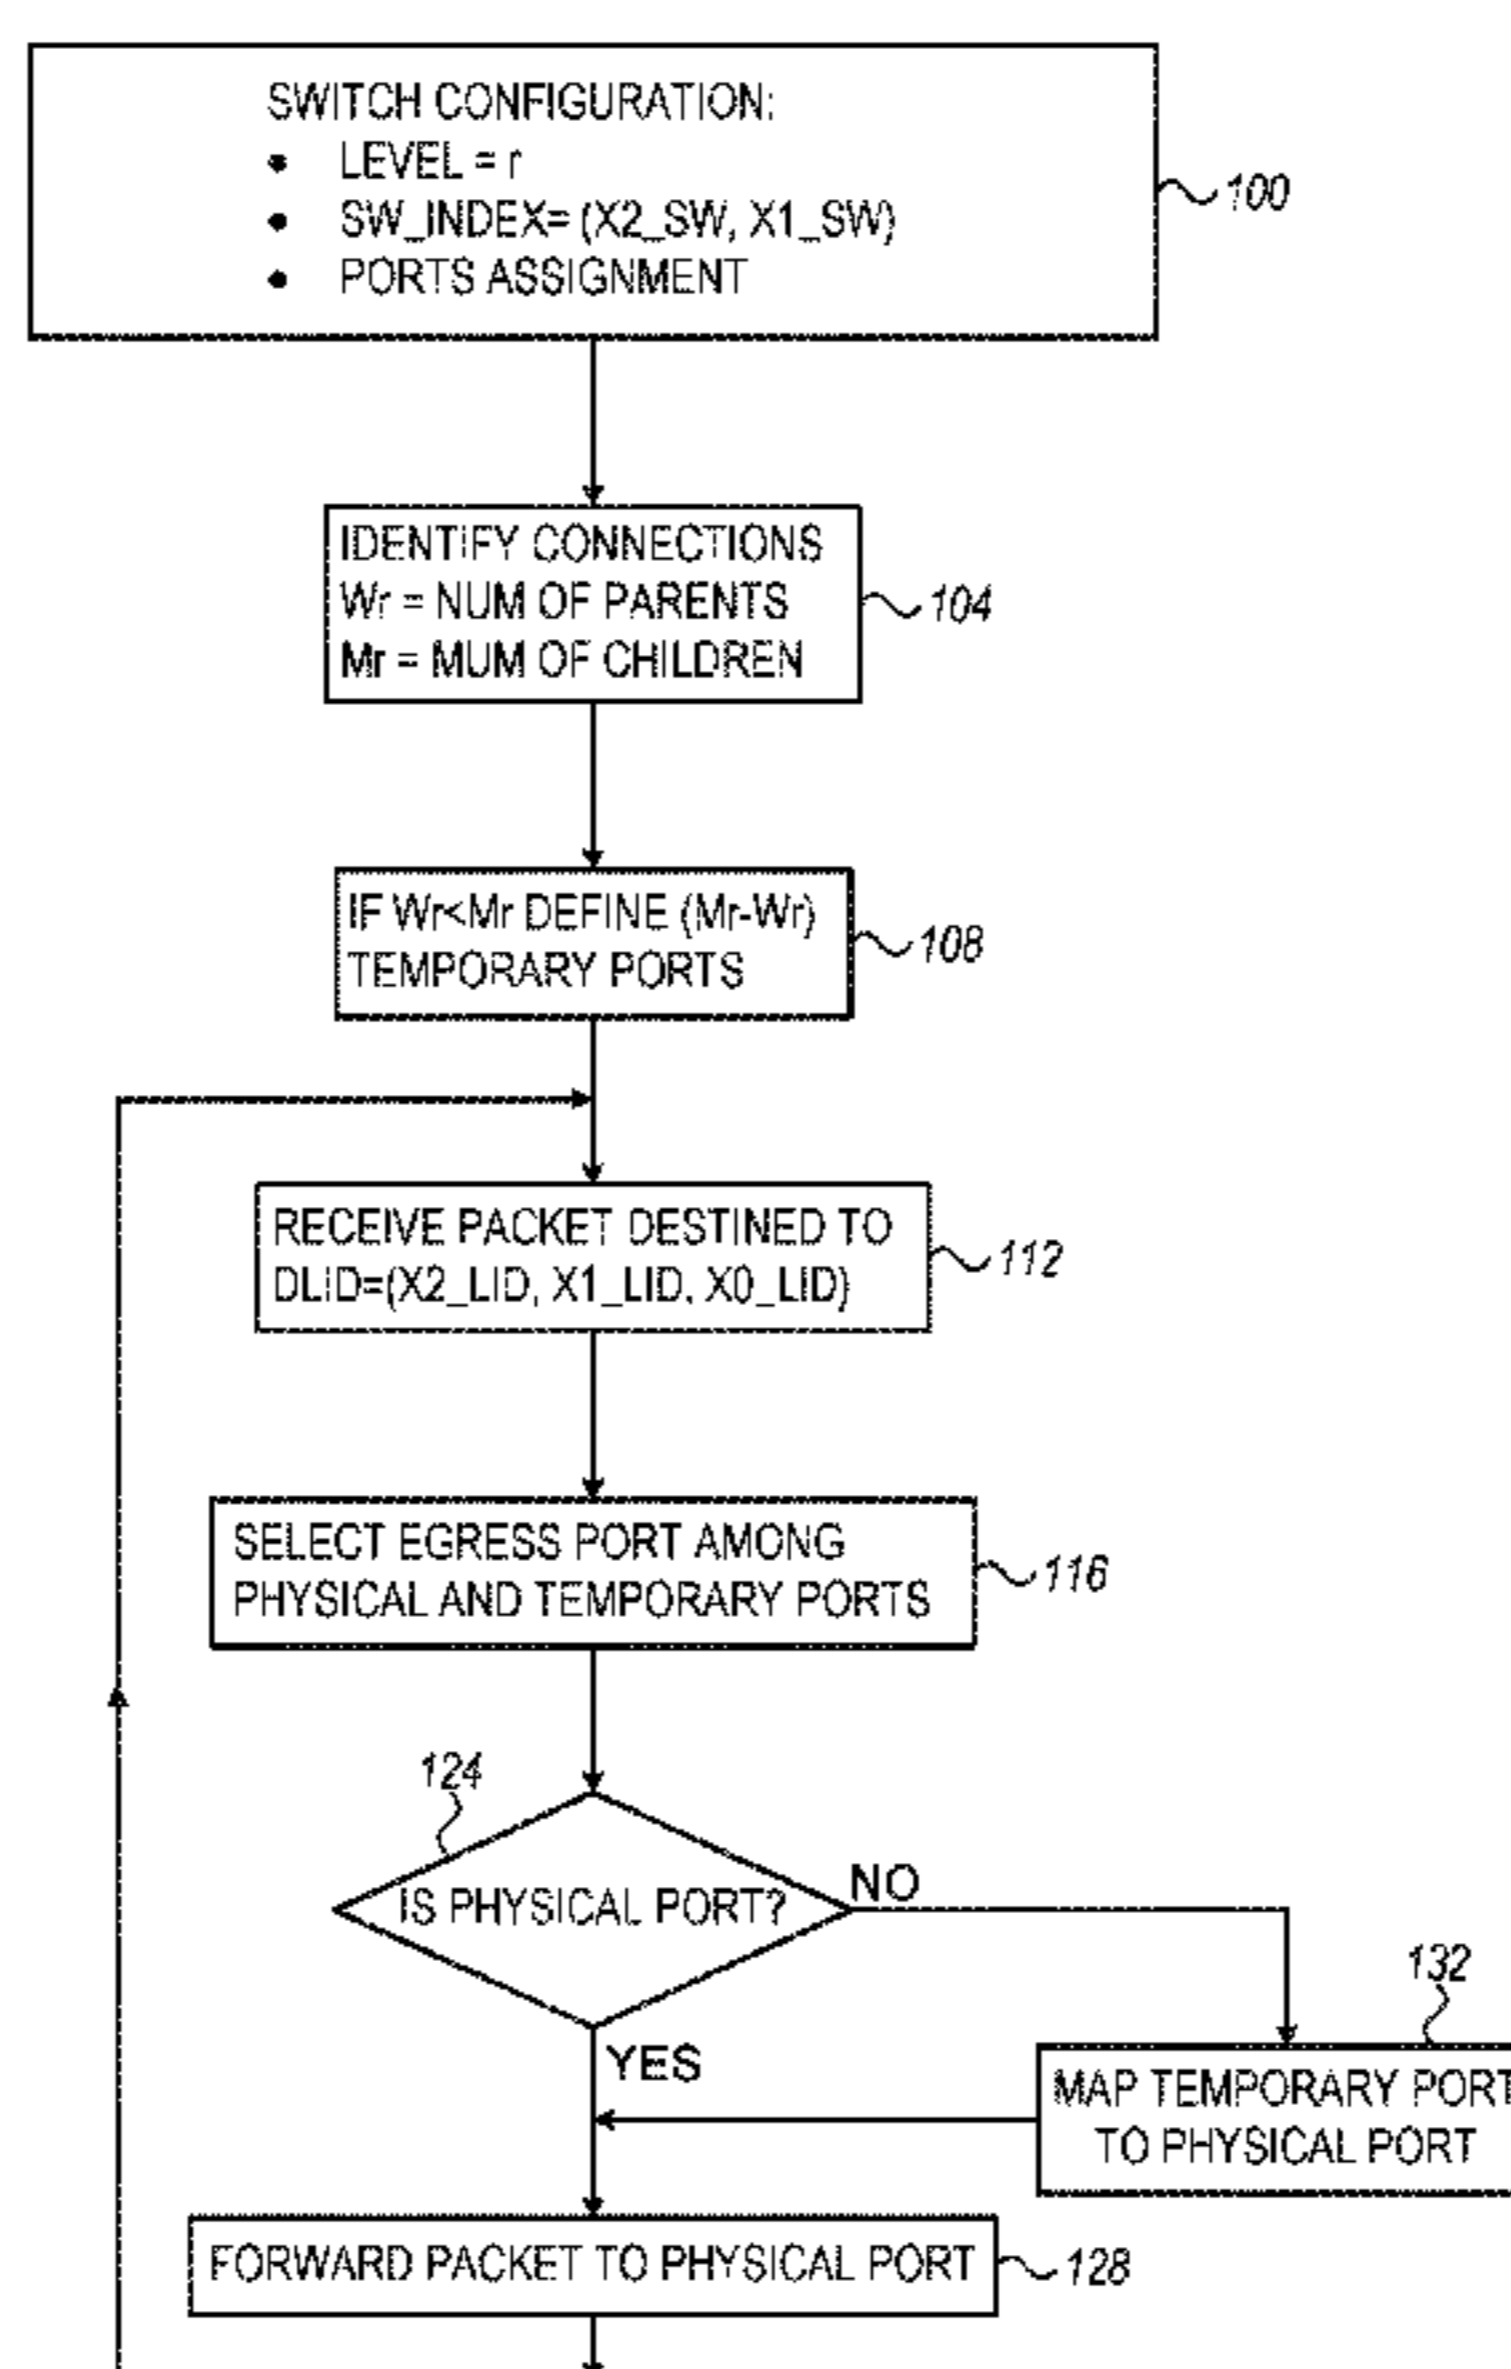 SWITCH CONFIGURATION:
• LEVEL = r
• SW_INDEX= (X2_SW, X1_SW)
• PORTS ASSIGNMENT
100
IDENTIFY CONNECTIONS
Wr = NUM OF PARENTS
Mr = MUM OF CHILDREN
104
IF Wr<Mr DEFINE (Mr-Wr)
TEMPORARY PORTS
108
RECEIVE PACKET DESTINED TO
DLID=(X2_LID, X1_LID, X0_LID)
112
SELECT EGRESS PORT AMONG
PHYSICAL AND TEMPORARY PORTS
116
124
IS PHYSICAL PORT?
NO
132
YES
MAP TEMPORARY PORT
TO PHYSICAL PORT
FORWARD PACKET TO PHYSICAL PORT
128